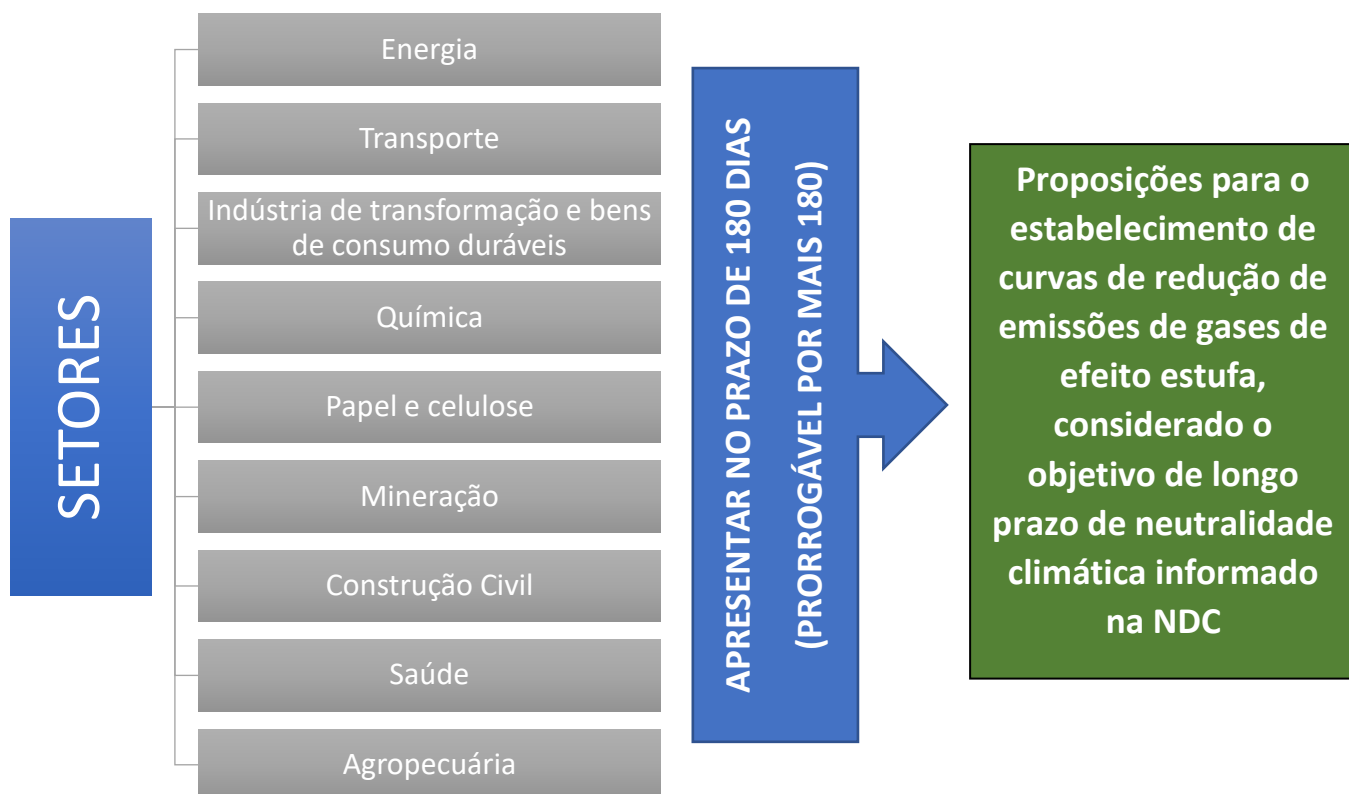 SETORES
Energia
Transporte
Indústria de transformação e bens
de consumo duráveis
Química
Papel e celulose
Mineração
Construção Civil
Saúde
Agropecuária
APRESENTAR NO PRAZO DE 180 DIAS
(PRORROGÁVEL POR MAIS 180)
Proposições para o
estabelecimento de
curvas de redução de
emissões de gases de
efeito estufa,
considerado o
objetivo de longo
prazo de neutralidade
climática informado
na NDC